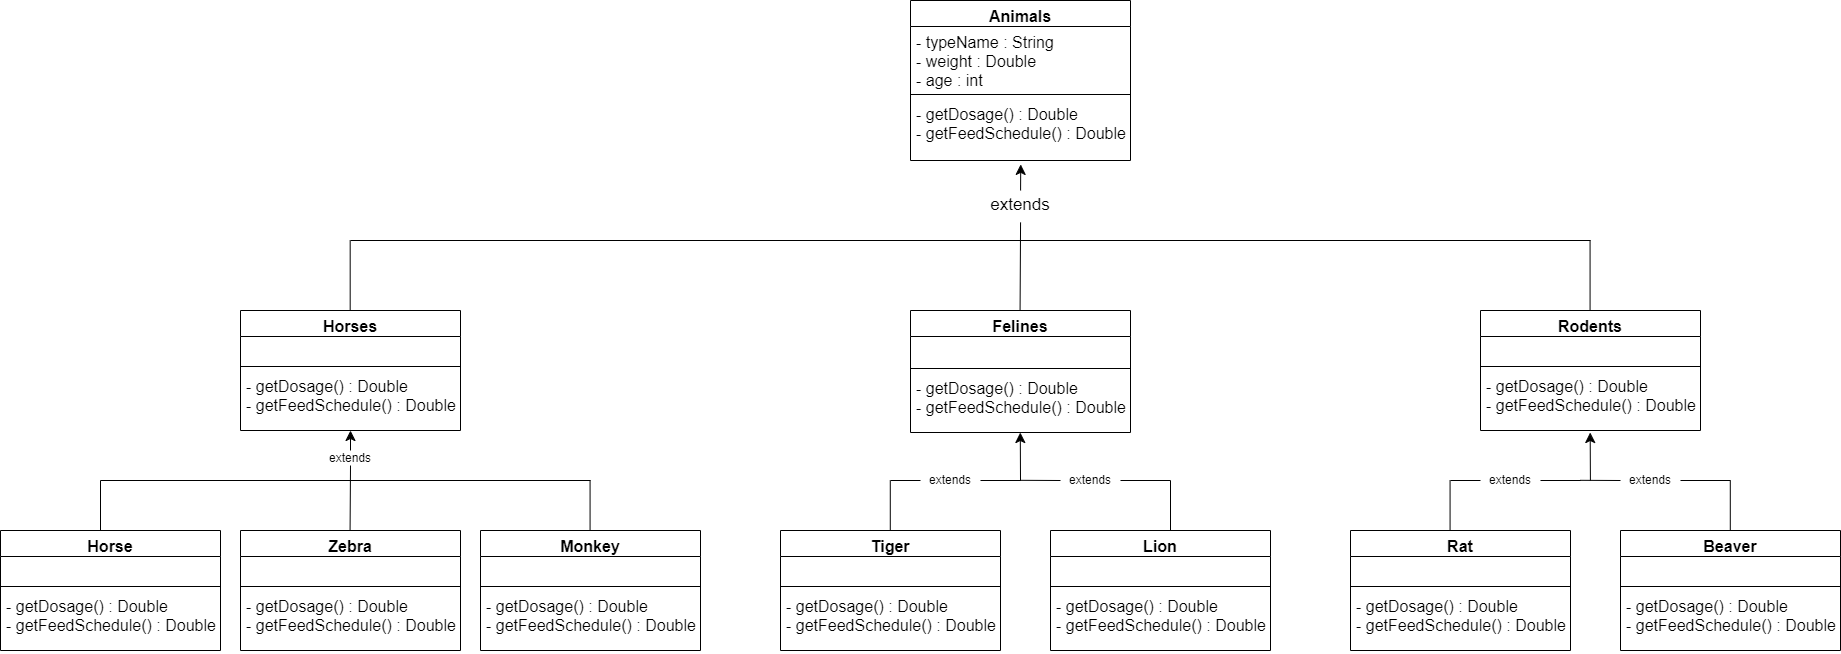 Animals
- typeName : String
- weight : Double
- age : int
- getDosage() : Double
- getFeedSchedule() : Double
extends
Horses
- getDosage() : Double
- getFeedSchedule() : Double
Felines
- getDosage() : Double
- getFeedSchedule() : Double
Rodents
- getDosage() : Double
- getFeedSchedule() : Double
extends
extends
extends
extends
extends
Horse
- getDosage() : Double
- getFeedSchedule() : Double
Zebra
- getDosage() : Double
- getFeedSchedule() : Double
Monkey
- getDosage() : Double
- getFeedSchedule() : Double
Tiger
- getDosage() : Double
- getFeedSchedule() : Double
Lion
- getDosage() : Double
- getFeedSchedule() : Double
Rat
- getDosage() : Double
- getFeedSchedule() : Double
Beaver
- getDosage() : Double
- getFeedSchedule() : Double